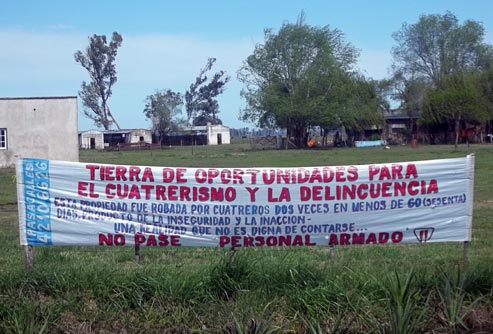 TIERRA DE OPORTUNIDADES PARA
EL CUATRERISMO Y LA DELINCUENCIA
ESTA PROPIEDAD FUE ROBADA POR CUATREROS DOS VECES EN MENOS DE 60 (SESENTA)
DIAS. PRODUCTO DE LA INSEGURIDAD Y LA INACCION.
UNA REALIDAD QUE NO ES DIGNA DE CONTARSE...
NO PASE PERSONAL ARMADO